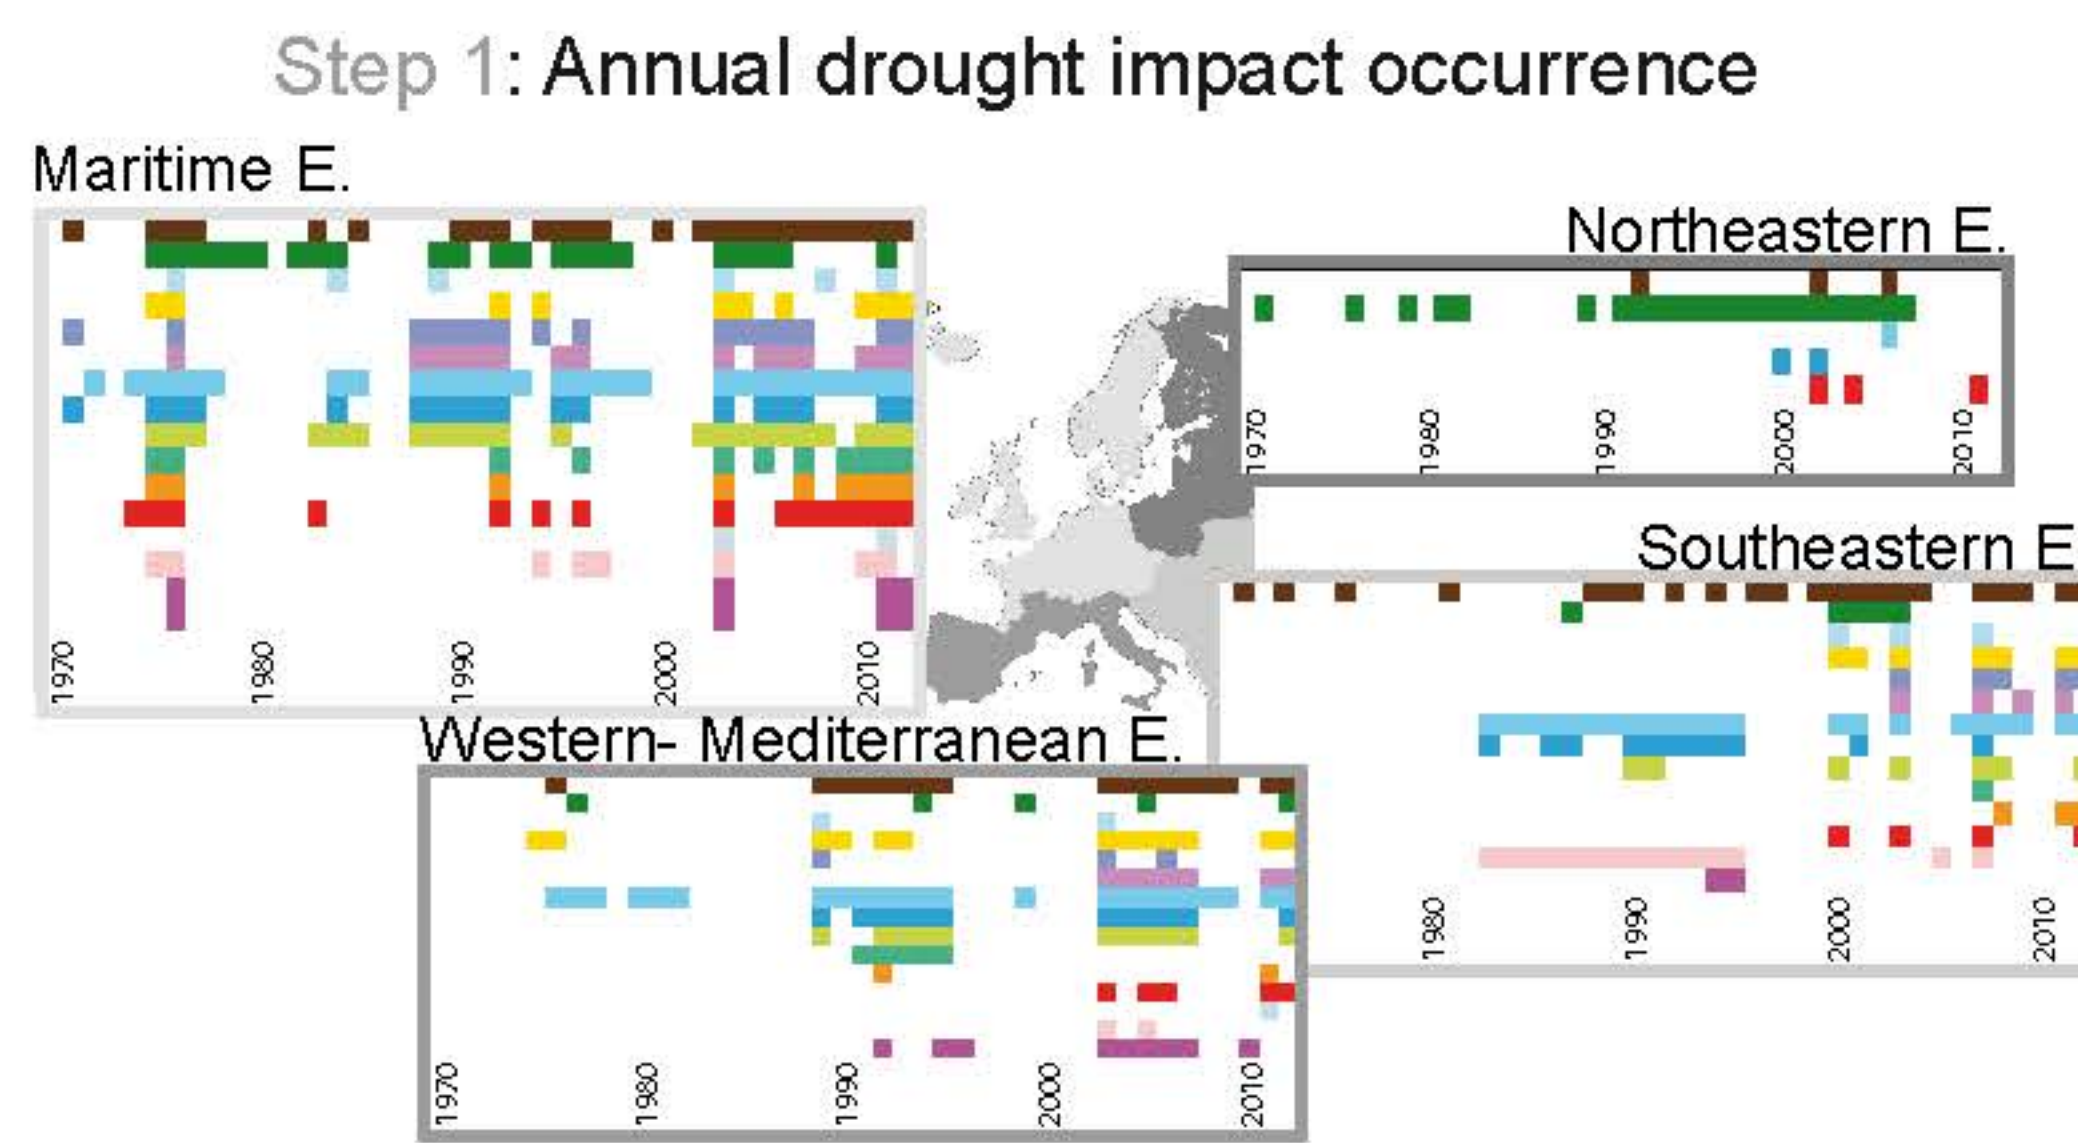 Step 1: Annual drought impact occurrence
Maritime E.
1970 1980 1990 2000 2010
Northeastern E.
1970 1980 1990 2000 2010
Southeastern E
1980 1990 2000 2010
Western- Mediterranean E.
1970 1980 1990 2000 2010